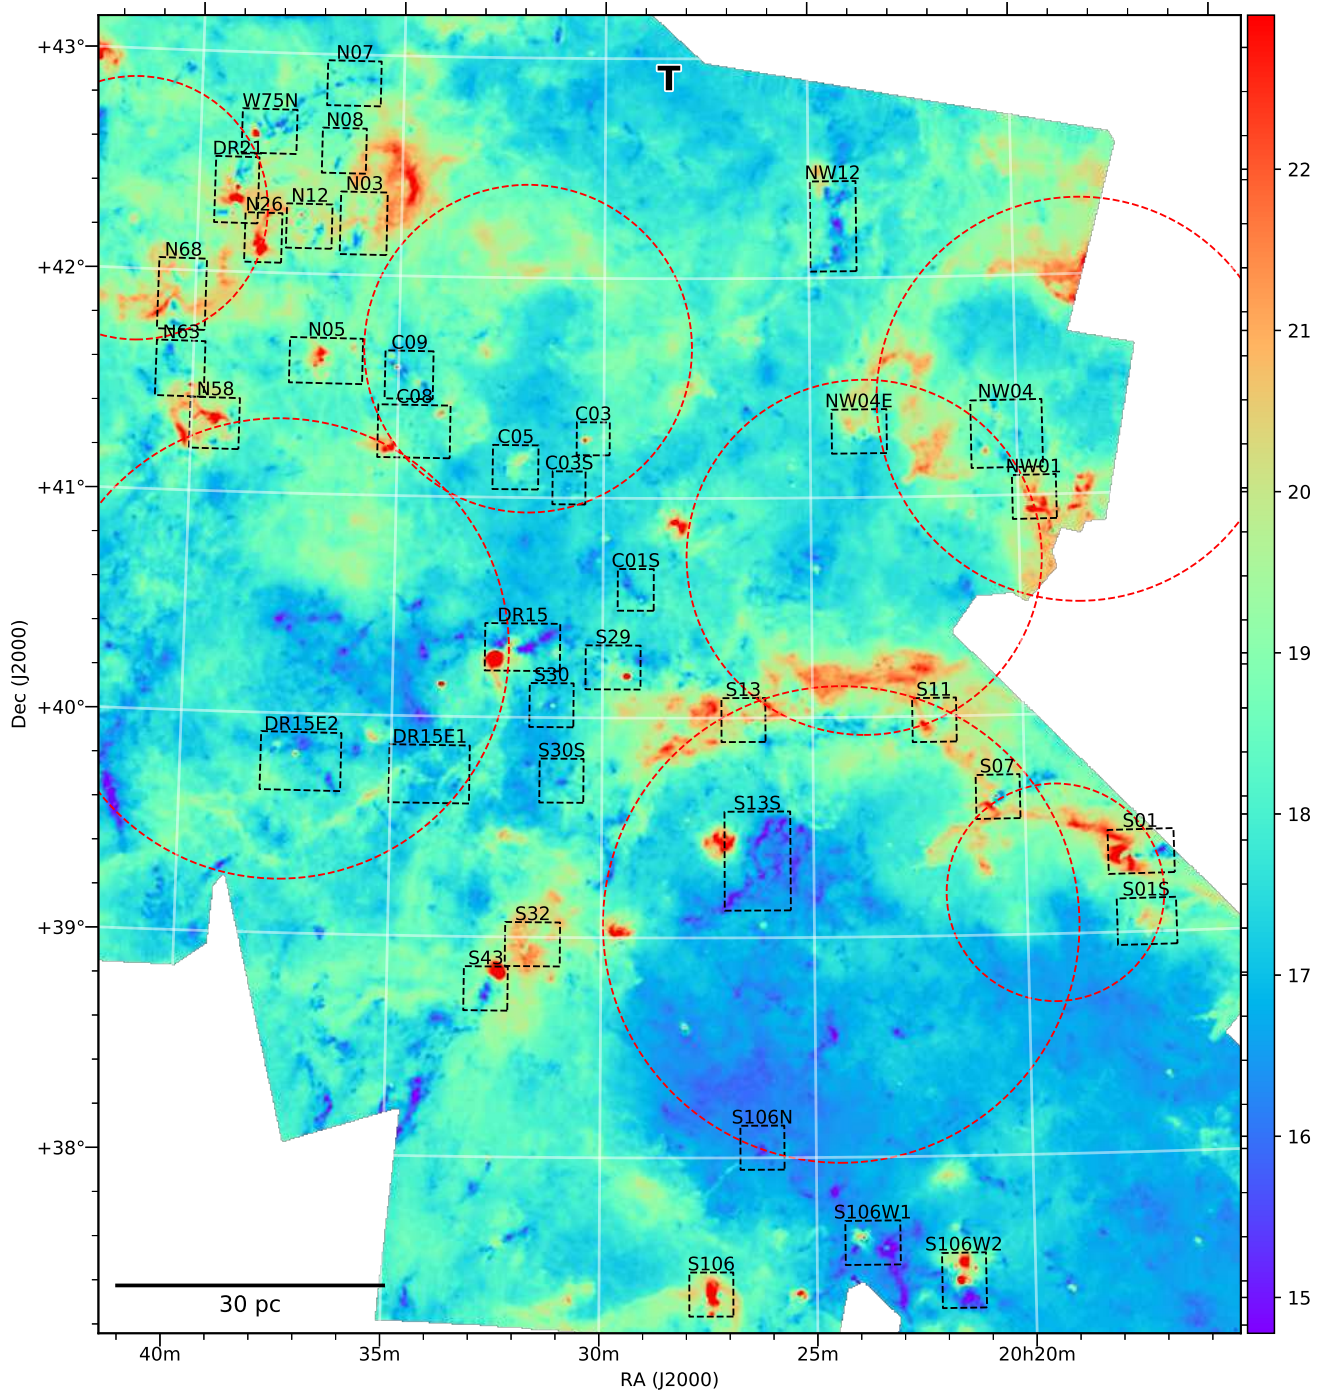 T
N07
W75N
N08
DR21
N03
N12
N26
NW12
N68
N63
N05
C09
N58
C08
NW04
NW04E
C03
C05
C03S
NW01
C01S
DR15
S29
S30
S13
S11
DR15E2
DR15E1
S30S
S07
S13S
S01
S01S
S32
S43
S106N
S106W1
S106W2
S106
30 pc
+43°
+42°
+41°
+40°
+39°
+38°
Dec (J2000)
40m
35m
30m
25m
20h20m
RA (J2000)
22
21
20
19
18
17
16
15